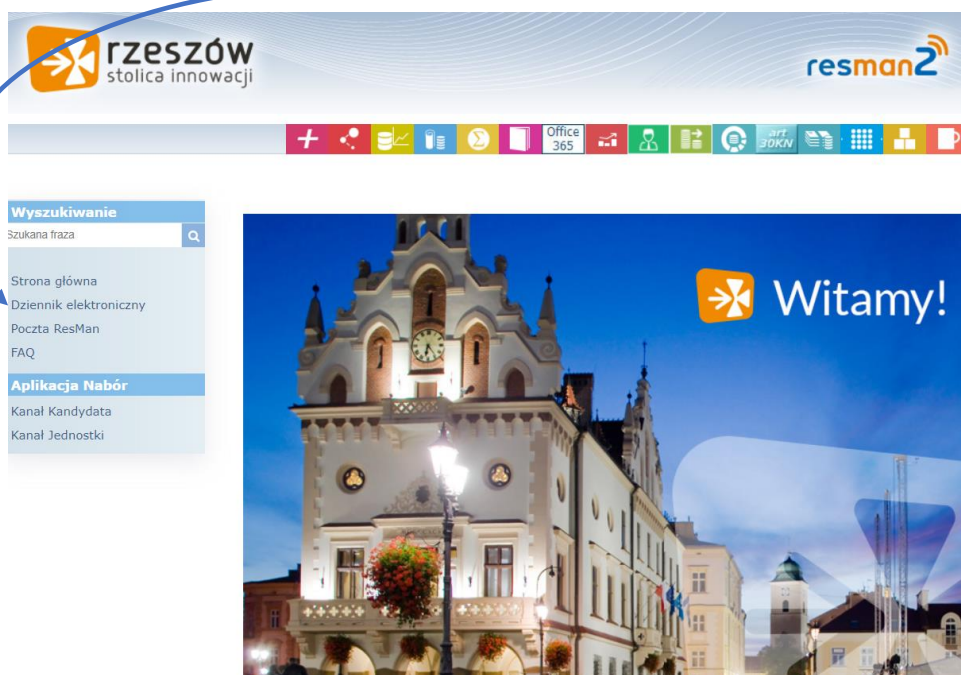 rzeszów
stolica innowacji
resman2
Office
365
art.
30KN
Wyszukiwanie
Szukana fraza
Strona główna
Dziennik elektroniczny
Poczta ResMan
FAQ
Aplikacja Nabór
Kanał Kandydata
Kanał Jednostki
Witamy!